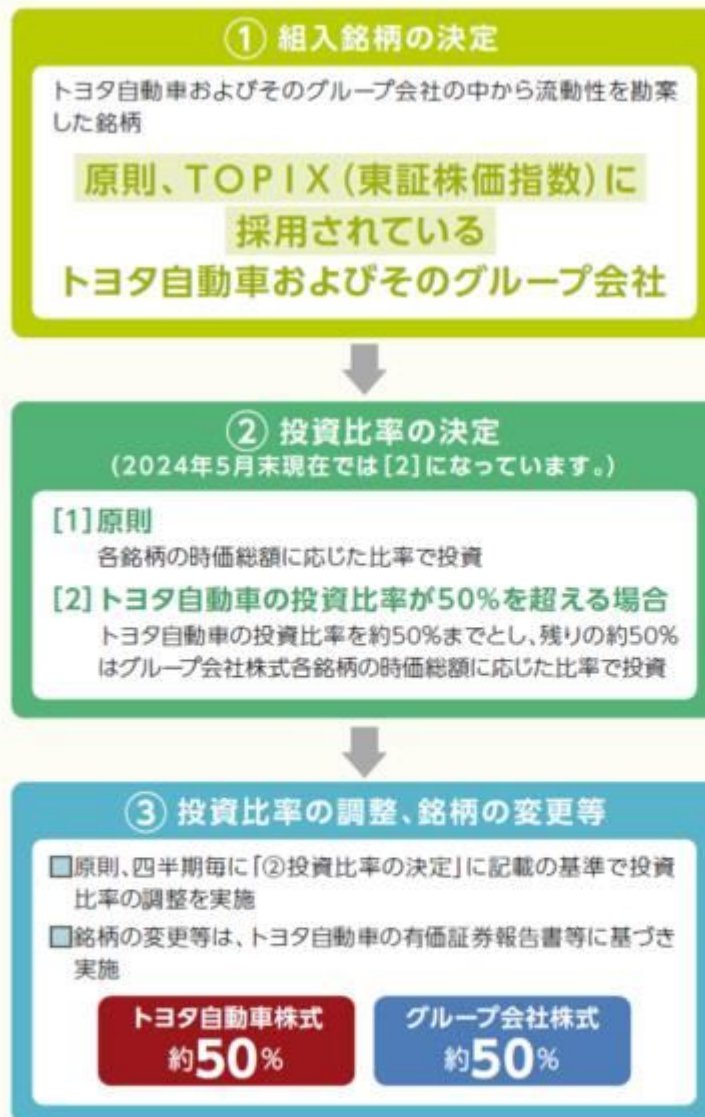 ① 組入銘柄の決定
トヨタ自動車およびそのグループ会社の中から流動性を勘案
した銘柄
原則、TOPIX(東証株価指数)に
採用されている
トヨタ自動車およびそのグループ会社
② 投資比率の決定
(2024年5月末現在では[2]になっています。)
[1]原則
各銘柄の時価総額に応じた比率で投資
[2]トヨタ自動車の投資比率が50%を超える場合
トヨタ自動車の投資比率を約50%までとし、残りの約50%
はグループ会社株式各銘柄の時価総額に応じた比率で投資
③ 投資比率の調整、銘柄の変更等
原則、四半期毎に「②投資比率の決定」に記載の基準で投資
比率の調整を実施
銘柄の変更等は、トヨタ自動車の有価証券報告書等に基づき
実施
トヨタ自動車株式
約50%
グループ会社株式
約50%